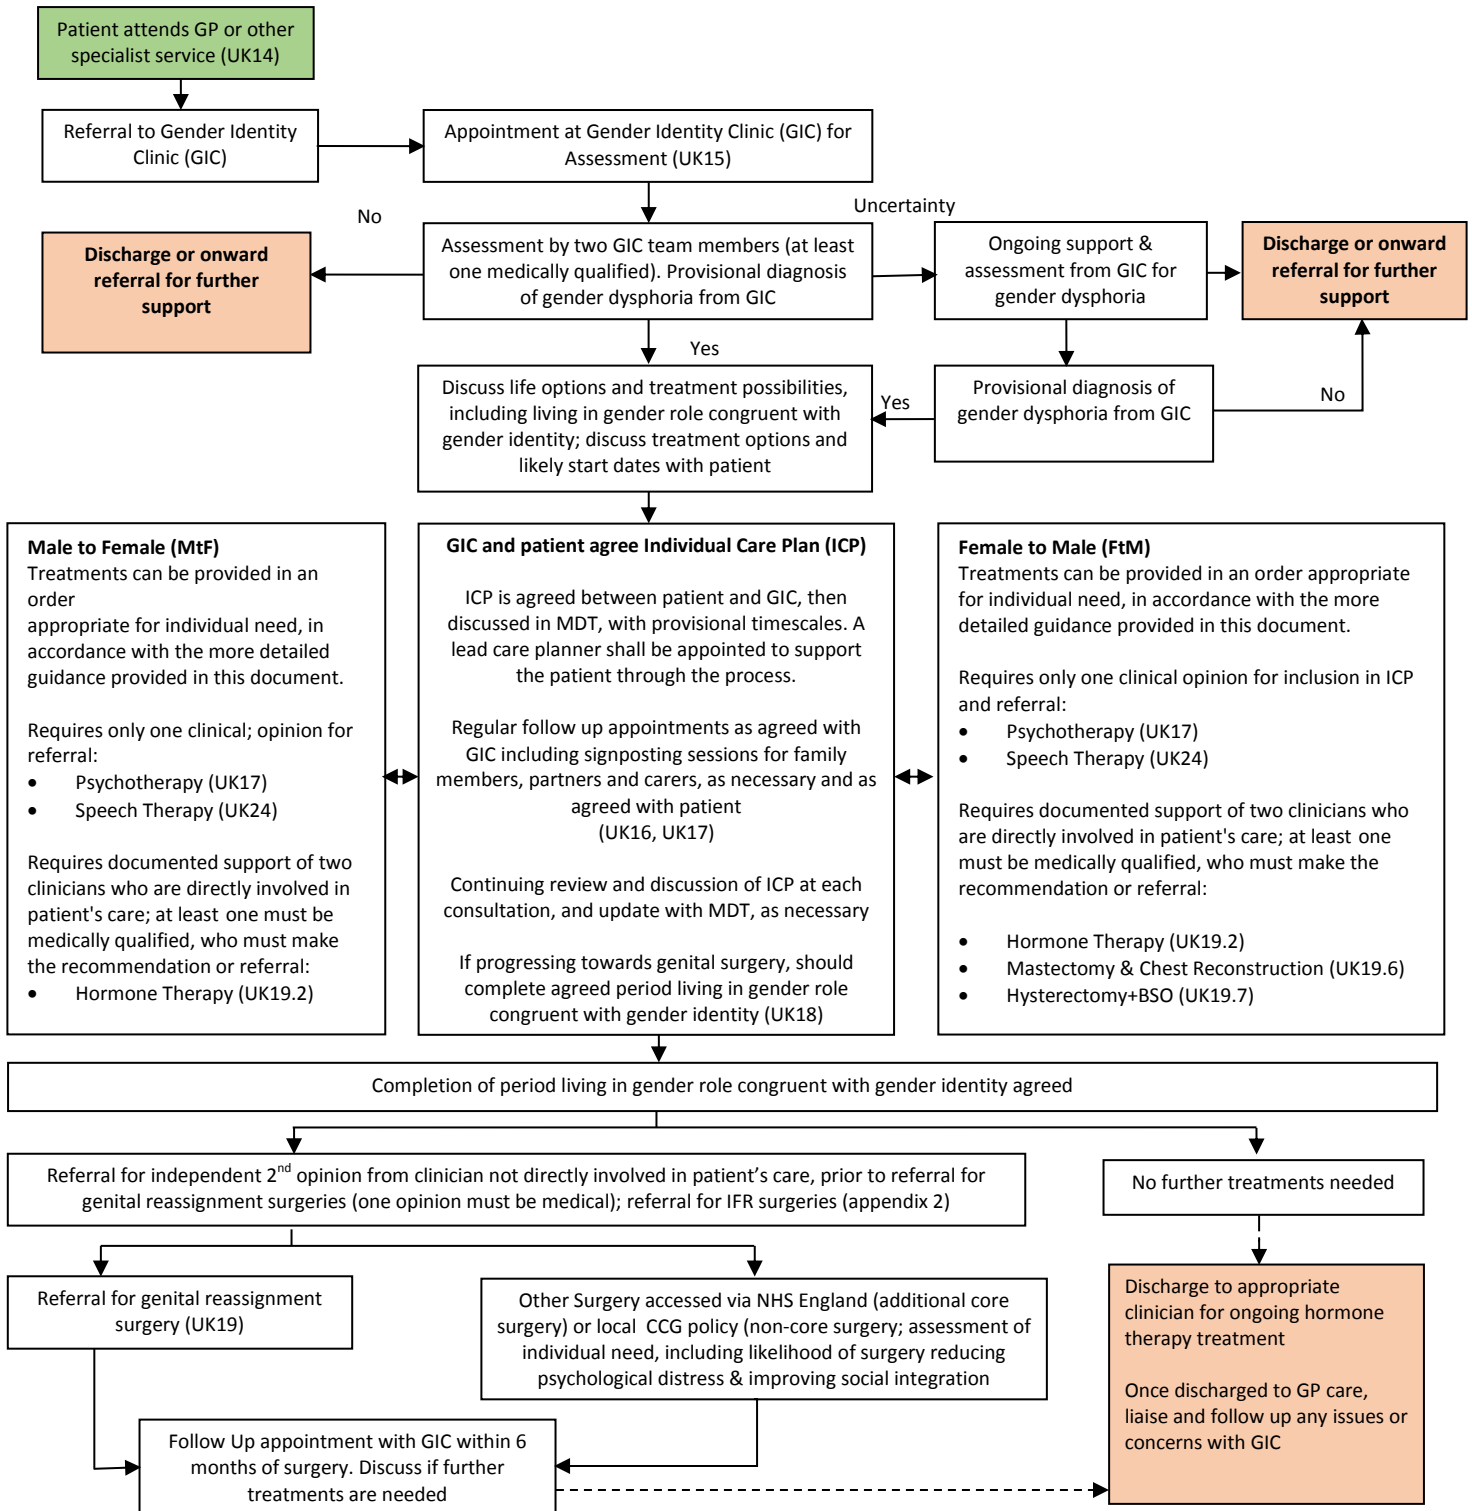 Patient attends GP or other
specialist service (UK14)
Referral to Gender Identity
Clinic (GIC)
Appointment at Gender Identity Clinic (GIC) for
Assessment (UK15)
No
Uncertainty
Discharge or onward
referral for further
support
Assessment by two GIC team members (at least
one medically qualified). Provisional diagnosis
of gender dysphoria from GIC
Ongoing support &
assessment from GIC for
gender dysphoria
Discharge or onward
referral for further
support
Yes
Discuss life options and treatment possibilities,
including living in gender role congruent with
gender identity; discuss treatment options and
likely start dates with patient
Yes
Provisional diagnosis of
gender dysphoria from GIC
No
Male to Female (MtF)
Treatments can be provided in an
order
appropriate for individual need, in
accordance with the more detailed
guidance provided in this document.
Requires only one clinical; opinion for
referral:
• Psychotherapy (UK17)
• Speech Therapy (UK24)
Requires documented support of two
clinicians who are directly involved in
patient's care; at least one must be
medically qualified, who must make
the recommendation or referral:
• Hormone Therapy (UK19.2)
GIC and patient agree Individual Care Plan (ICP)
ICP is agreed between patient and GIC, then
discussed in MDT, with provisional timescales. A
lead care planner shall be appointed to support
the patient through the process.
Regular follow up appointments as agreed with
GIC including signposting sessions for family
members, partners and carers, as necessary and as
agreed with patient
(UK16, UK17)
Continuing review and discussion of ICP at each
consultation, and update with MDT, as necessary
If progressing towards genital surgery, should
complete agreed period living in gender role
congruent with gender identity (UK18)
Female to Male (FtM)
Treatments can be provided in an order appropriate
for individual need, in accordance with the more
detailed guidance provided in this document.
Requires only one clinical opinion for inclusion in ICP
and referral:
• Psychotherapy (UK17)
• Speech Therapy (UK24)
Requires documented support of two clinicians who
are directly involved in patient's care; at least one
must be medically qualified, who must make the
recommendation or referral:
• Hormone Therapy (UK19.2)
• Mastectomy & Chest Reconstruction (UK19.6)
• Hysterectomy+BSO (UK19.7)
Completion of period living in gender role congruent with gender identity agreed
Referral for independent 2nd opinion from clinician not directly involved in patient’s care, prior to referral for
genital reassignment surgeries (one opinion must be medical); referral for IFR surgeries (appendix 2)
No further treatments needed
Referral for genital reassignment
surgery (UK19)
Other Surgery accessed via NHS England (additional core
surgery) or local CCG policy (non-core surgery; assessment of
individual need, including likelihood of surgery reducing
psychological distress & improving social integration
Discharge to appropriate
clinician for ongoing hormone
therapy treatment
Once discharged to GP care,
liaise and follow up any issues or
concerns with GIC
Follow Up appointment with GIC within 6
months of surgery. Discuss if further
treatments are needed